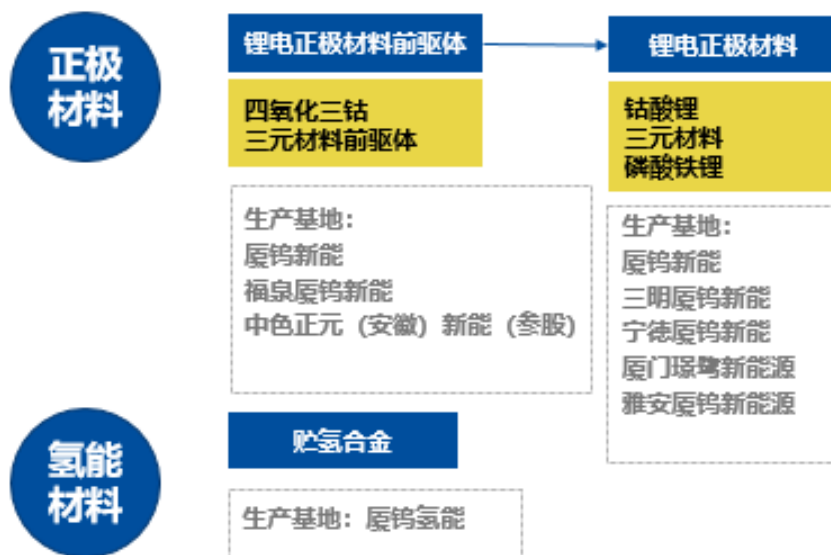 正极
材料
锂电正极材料前驱体
锂电正极材料
四氧化三钴
三元材料前驱体
钴酸锂
三元材料
磷酸铁锂
生产基地：
厦钨新能
福泉厦钨新能
中色正元（安徽）新能（参股）
生产基地：
厦钨新能
三明厦钨新能
宁德厦钨新能
厦门璟鹭新能源
雅安厦钨新能源
氢能
材料
贮氢合金
生产基地：厦钨氢能